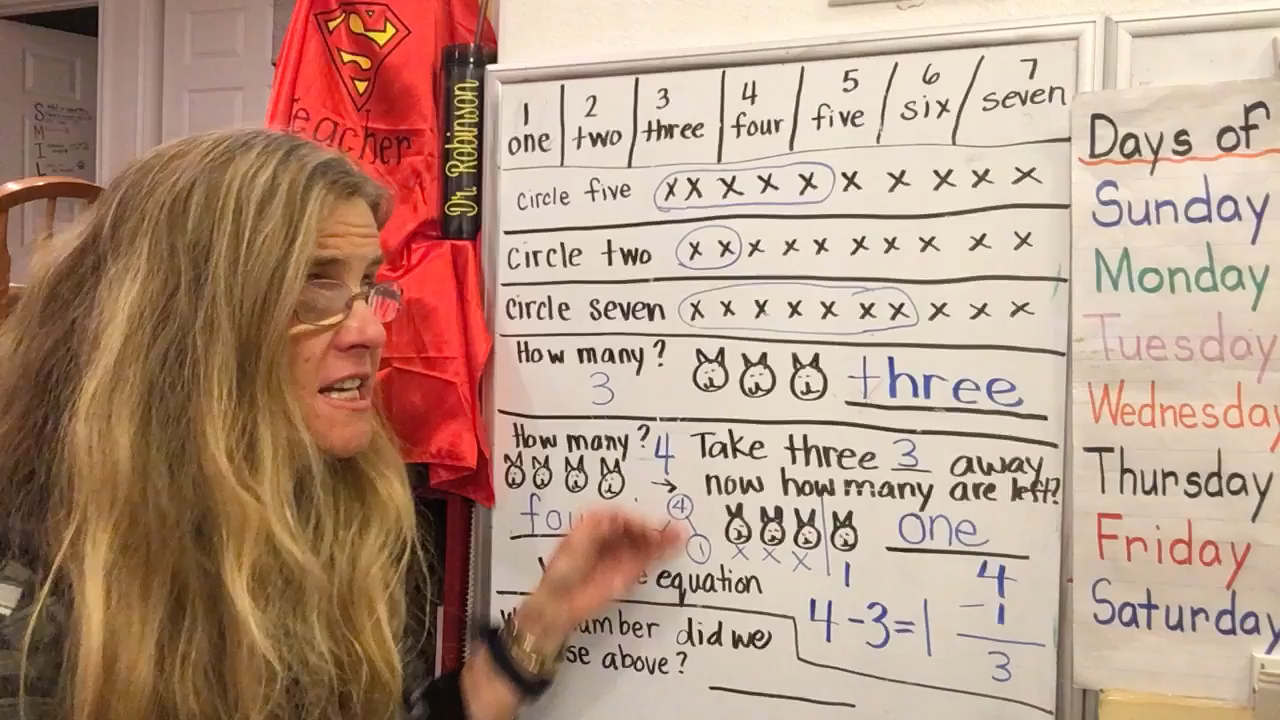 S
Teacher
Dr. Robinson
S
M
I
L
1 2 3 4 5 6 7
one two three four five six seven
circle five x x x x x x x x x x
circle two x x x x x x x x x x
circle seven x x x x x x x x x x
How many? three
3
How many? 4 Take three 3 away
→ now how many are left?
4
one
1
x x x
equation
1
4-3=1
4
-1
3
number did we
above?
Days of
Sunday
Monday
Tuesday
Wednesday
Thursday
Friday
Saturday